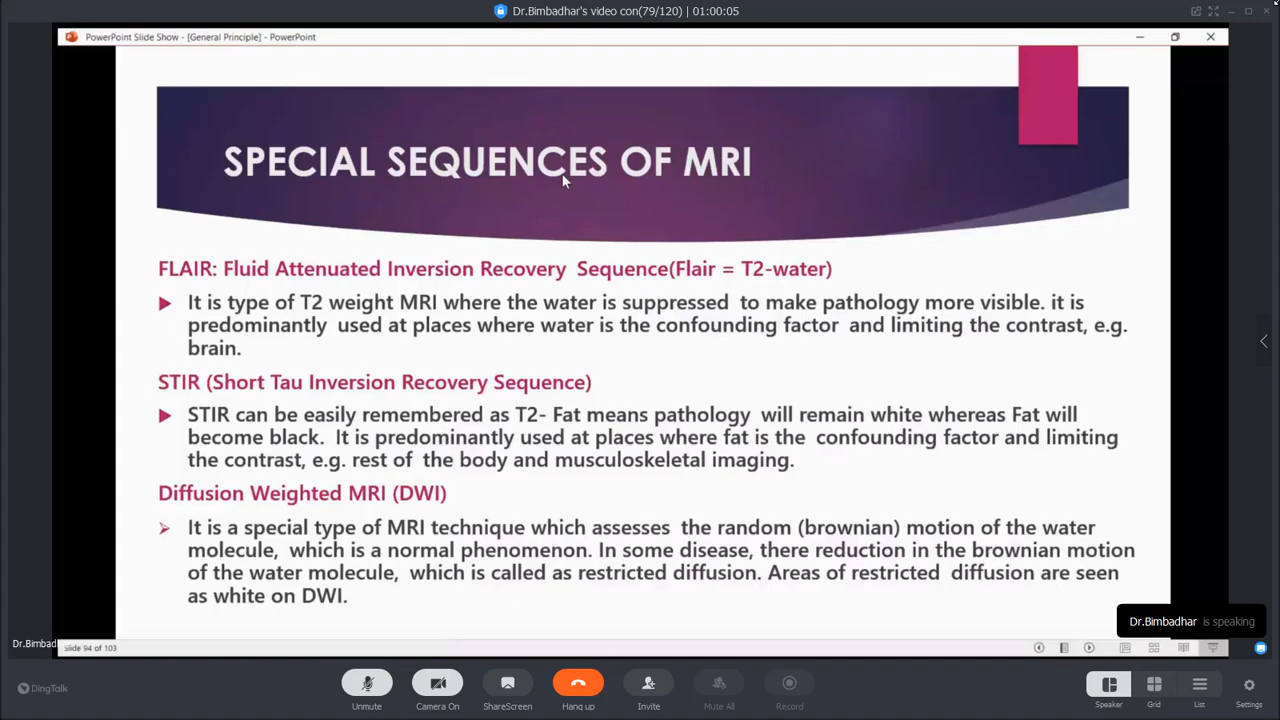 Dr.Bimbadhar's video con(79/120) | 01:00:05
PowerPoint Slide Show - [General Principle] - PowerPoint
SPECIAL SEQUENCES OF MRI
FLAIR: Fluid Attenuated Inversion Recovery Sequence(Flair = T2-water)
It is type of T2 weight MRI where the water is suppressed to make pathology more visible. it is
predominantly used at places where water is the confounding factor and limiting the contrast, e.g.
brain.
STIR (Short Tau Inversion Recovery Sequence)
STIR can be easily remembered as T2- Fat means pathology will remain white whereas Fat will
become black. It is predominantly used at places where fat is the confounding factor and limiting
the contrast, e.g. rest of the body and musculoskeletal imaging.
Diffusion Weighted MRI (DWI)
It is a special type of MRI technique which assesses the random (brownian) motion of the water
molecule, which is a normal phenomenon. In some disease, there reduction in the brownian motion
of the water molecule, which is called as restricted diffusion. Areas of restricted diffusion are seen
as white on DWI.
Dr.Bimbadhar is speaking
Dr.Bimbad
Slide 94 of 103
DingTalk
Unmute
Camera On
ShareScreen
Hang up
Invite
Mute All
Record
Speaker
Grid
List
Settings